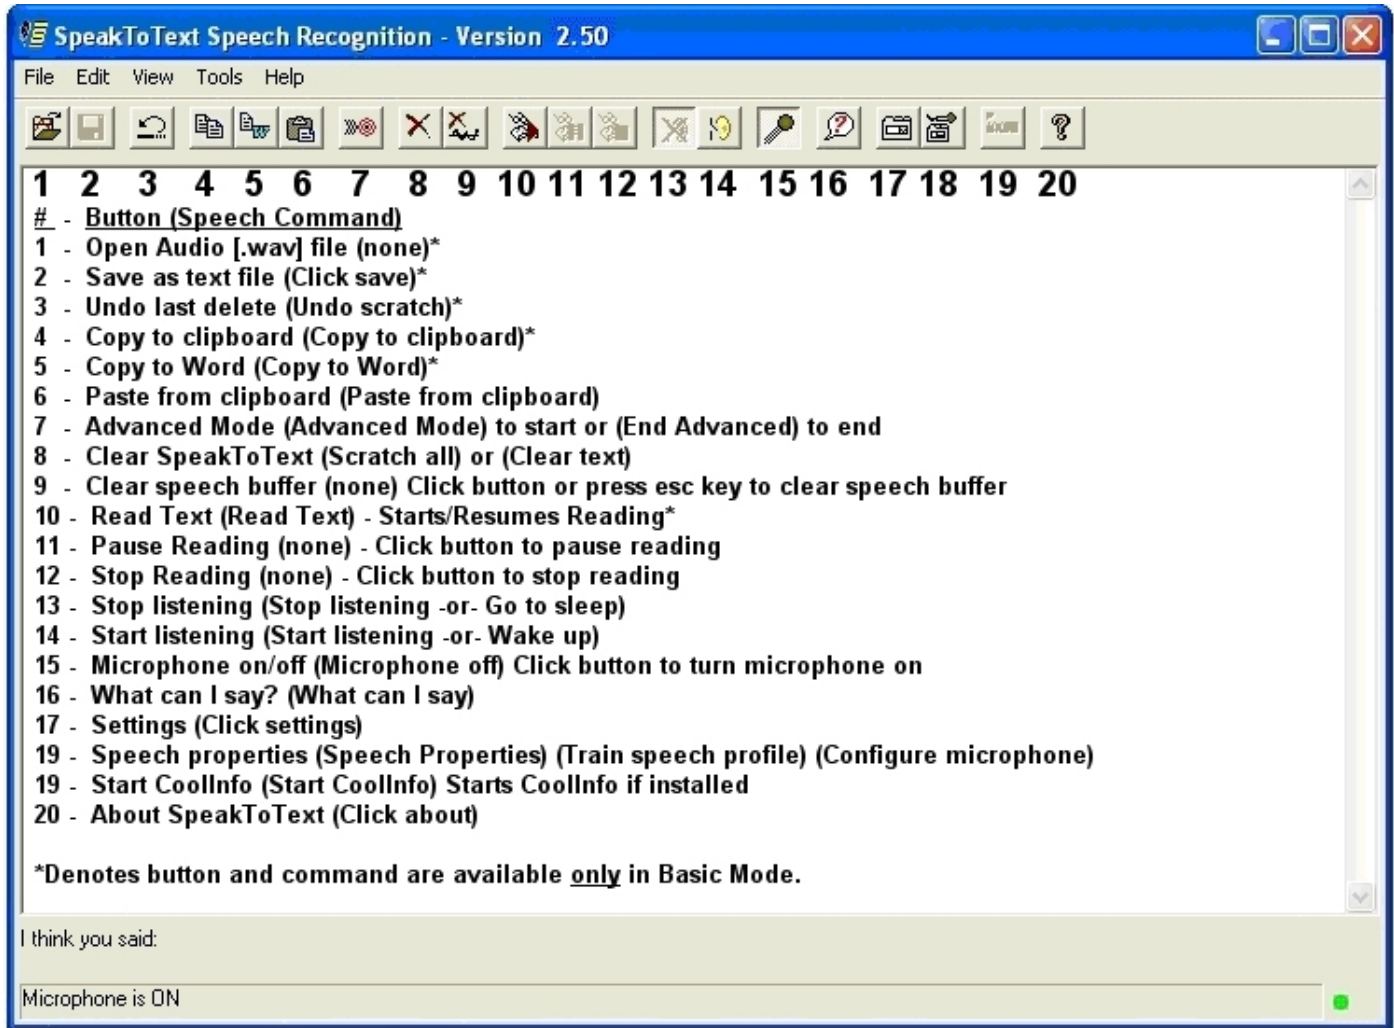 SpeakToText Speech Recognition - Version 2.50
File Edit View Tools Help
1 2 3 4 5 6 7 8 9 10 11 12 13 14 15 16 17 18 19 20
# - Button (Speech Command)
1 - Open Audio [.wav] file (none)*
2 - Save as text file (Click save)*
3 - Undo last delete (Undo scratch)*
4 - Copy to clipboard (Copy to clipboard)*
5 - Copy to Word (Copy to Word)*
6 - Paste from clipboard (Paste from clipboard)
7 - Advanced Mode (Advanced Mode) to start or (End Advanced) to end
8 - Clear SpeakToText (Scratch all) or (Clear text)
9 - Clear speech buffer (none) Click button or press esc key to clear speech buffer
10 - Read Text (Read Text) - Starts/Resumes Reading*
11 - Pause Reading (none) - Click button to pause reading
12 - Stop Reading (none) - Click button to stop reading
13 - Stop listening (Stop listening -or- Go to sleep)
14 - Start listening (Start listening -or- Wake up)
15 - Microphone on/off (Microphone off) Click button to turn microphone on
16 - What can I say? (What can I say)
17 - Settings (Click settings)
19 - Speech properties (Speech Properties) (Train speech profile) (Configure microphone)
19 - Start CoolInfo (Start CoolInfo) Starts CoolInfo if installed
20 - About SpeakToText (Click about)
*Denotes button and command are available only in Basic Mode.
I think you said:
Microphone is ON